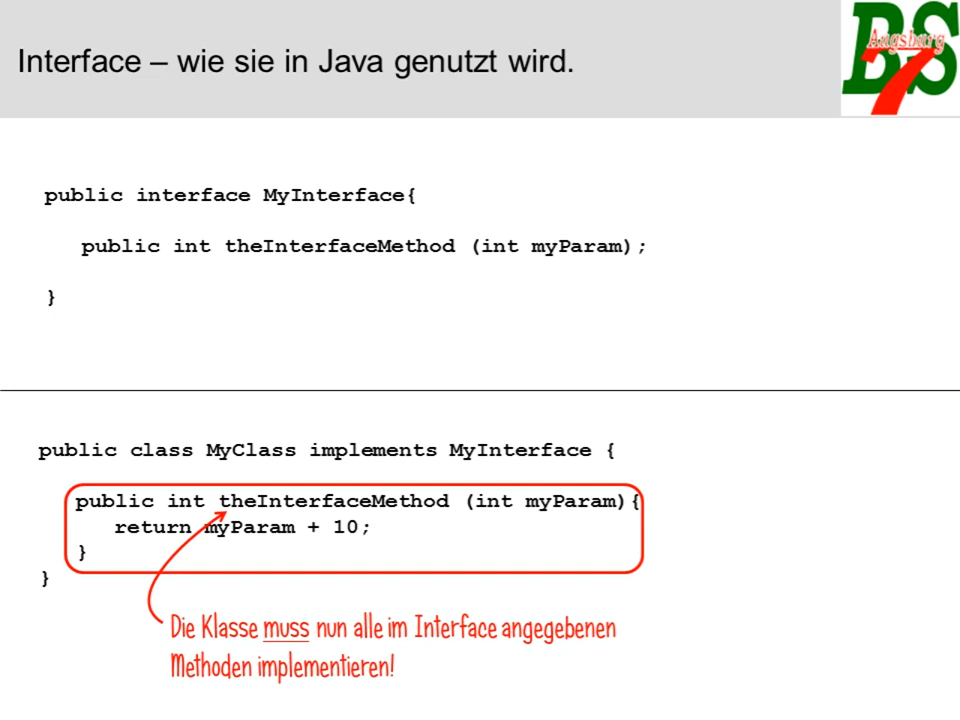 Interface – wie sie in Java genutzt wird.
BS
Augsburg
7
public interface MyInterface{
public int theInterfaceMethod (int myParam);
}
public class MyClass implements MyInterface {
public int theInterfaceMethod (int myParam){
return myParam + 10;
}
}
Die Klasse muss nun alle im Interface angegebenen
Methoden implementieren!